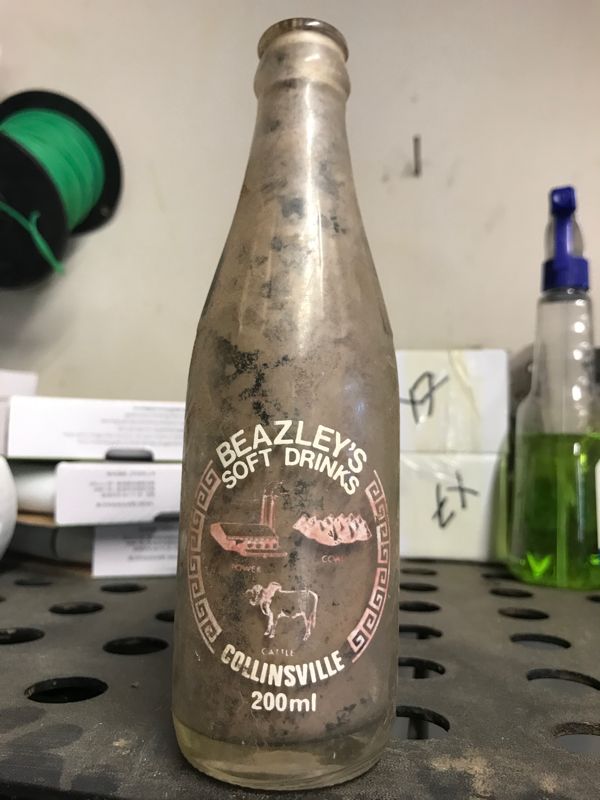 BEAZLEY'S
SOFT DRINKS
POWER
COAL
CATTLE
COLLINSVILLE
200ml